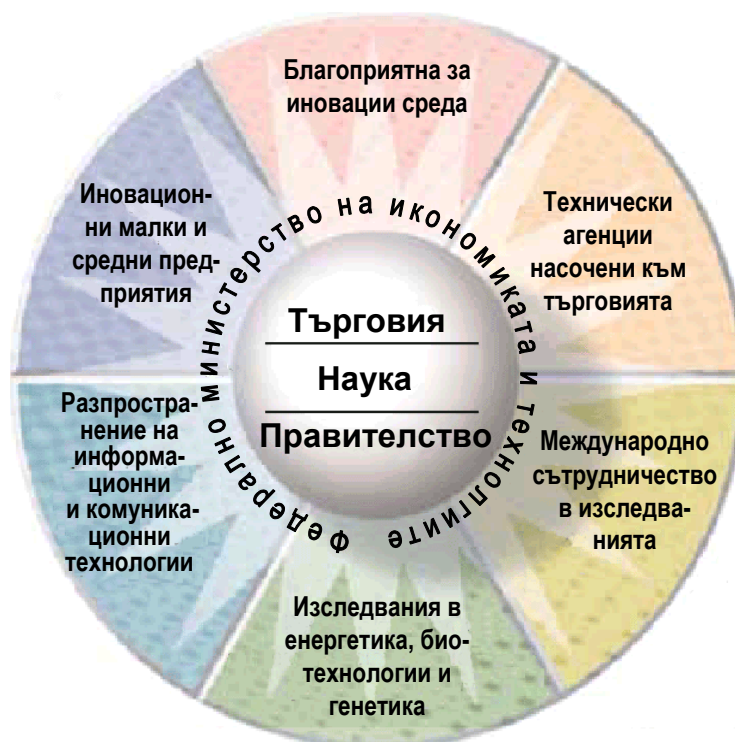 Благоприятна за
иновации среда
Технически
агенции
насочени към
търговията
Международно
сътрудничество
в изследва-
нията
Изследвания в
енергетика, био-
технологии и
генетика
Разпростра-
нение на
информа-
ционни
и комуника-
ционни
технологии
Иновацион-
ни малки и
средни пред-
приятия
Федерално министерство на икономиката и технолгиите
Търговия
Наука
Правителство